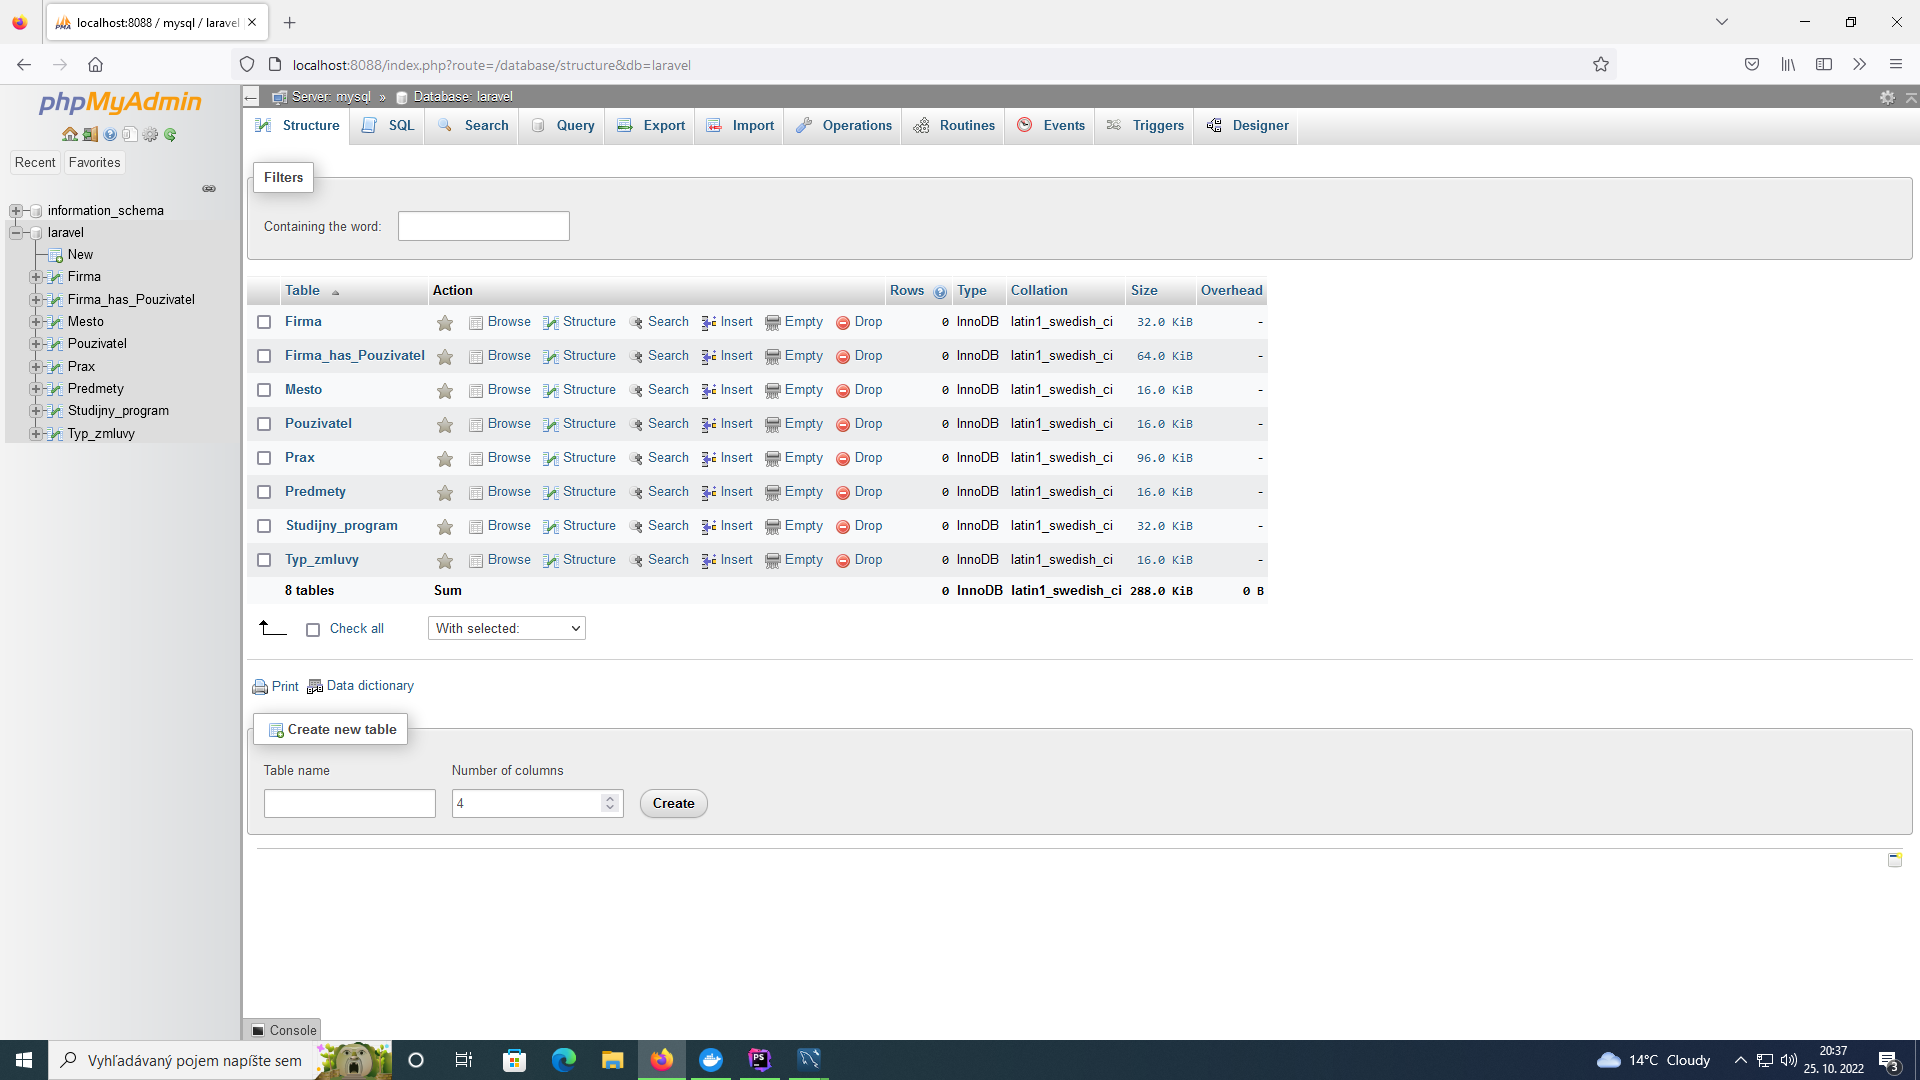 localhost:8088 / mysql / laravel
localhost:8088/index.php?route=/database/structure&db=laravel
phpMyAdmin
Recent Favorites
information_schema
laravel
New
Firma
Firma_has_Pouzivatel
Mesto
Pouzivatel
Prax
Predmety
Studijny_program
Typ_zmluvy
Server: mysql » Database: laravel
Structure SQL Search Query Export Import Operations Routines Events Triggers Designer
Filters
Containing the word:
Table Action Rows Type Collation Size Overhead
Firma Browse Structure Search Insert Empty Drop 0 InnoDB latin1_swedish_ci 32.0 KiB -
Firma_has_Pouzivatel Browse Structure Search Insert Empty Drop 0 InnoDB latin1_swedish_ci 64.0 KiB -
Mesto Browse Structure Search Insert Empty Drop 0 InnoDB latin1_swedish_ci 16.0 KiB -
Pouzivatel Browse Structure Search Insert Empty Drop 0 InnoDB latin1_swedish_ci 16.0 KiB -
Prax Browse Structure Search Insert Empty Drop 0 InnoDB latin1_swedish_ci 96.0 KiB -
Predmety Browse Structure Search Insert Empty Drop 0 InnoDB latin1_swedish_ci 16.0 KiB -
Studijny_program Browse Structure Search Insert Empty Drop 0 InnoDB latin1_swedish_ci 32.0 KiB -
Typ_zmluvy Browse Structure Search Insert Empty Drop 0 InnoDB latin1_swedish_ci 16.0 KiB -
8 tables Sum 0 InnoDB latin1_swedish_ci 288.0 KiB 0 B
Check all With selected:
Print Data dictionary
Create new table
Table name Number of columns
4 Create
Console
Vyhľadávaný pojem napíšte sem
14°C Cloudy
20:37
25. 10. 2022
3